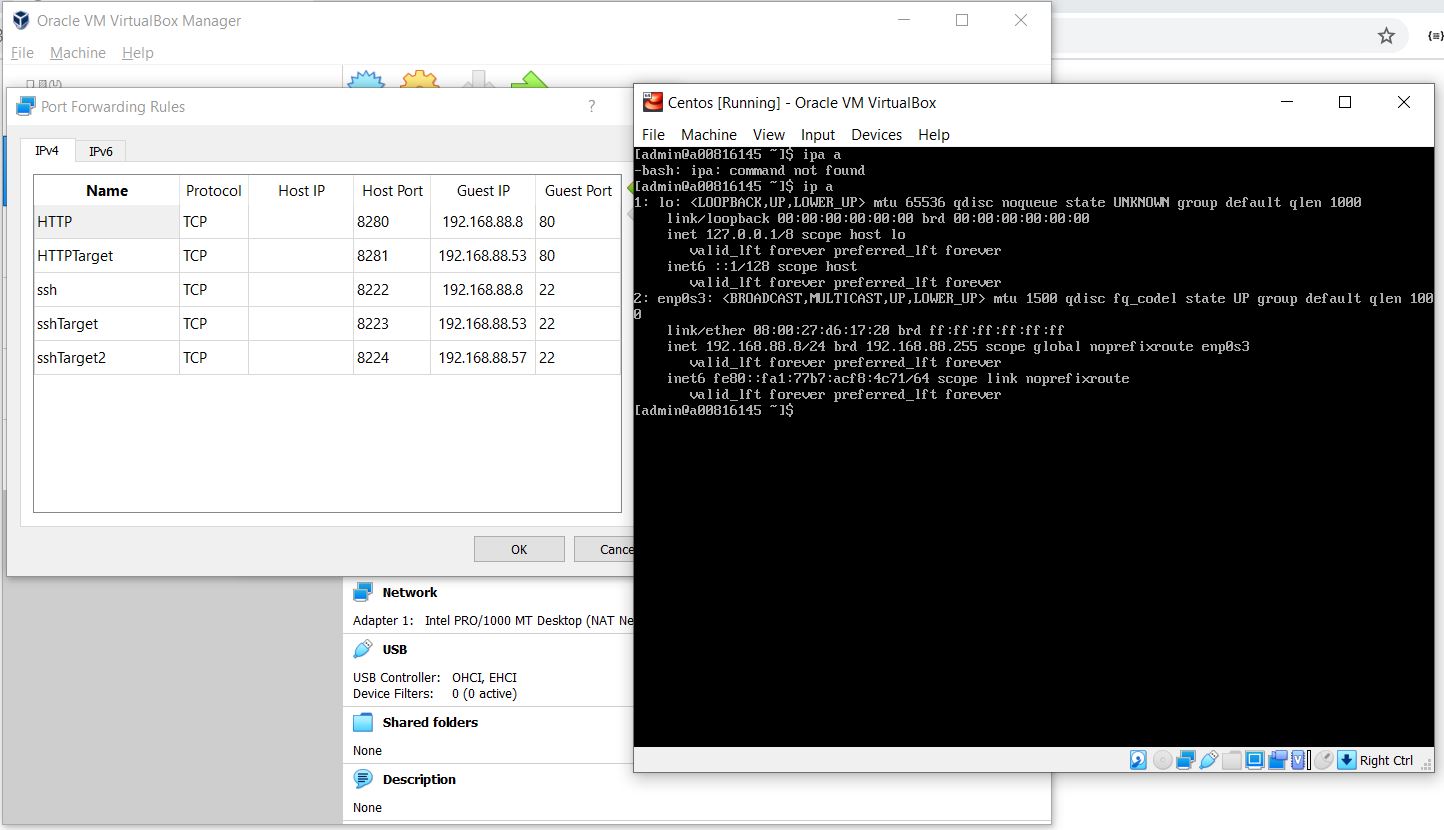 Oracle VM VirtualBox Manager
File Machine Help
Port Forwarding Rules
?
IPv4 IPv6
Name Protocol Host IP Host Port Guest IP Guest Port
HTTP TCP 8280 192.168.88.8 80
HTTPTarget TCP 8281 192.168.88.53 80
ssh TCP 8222 192.168.88.8 22
sshTarget TCP 8223 192.168.88.53 22
sshTarget2 TCP 8224 192.168.88.57 22
OK Cance
Network
Adapter 1: Intel PRO/1000 MT Desktop (NAT Ne
USB
USB Controller: OHCI, EHCI
Device Filters: 0 (0 active)
Shared folders
None
Description
None
Centos [Running] - Oracle VM VirtualBox
File Machine View Input Devices Help
[admin@a00816145 ~]$ ipa a
-bash: ipa: command not found
[admin@a00816145 ~]$ ip a
1: lo: <LOOPBACK,UP,LOWER_UP> mtu 65536 qdisc noqueue state UNKNOWN group default qlen 1000
link/loopback 00:00:00:00:00:00 brd 00:00:00:00:00:00
inet 127.0.0.1/8 scope host lo
valid_lft forever preferred_lft forever
inet6 ::1/128 scope host
valid_lft forever preferred_lft forever
2: enp0s3: <BROADCAST,MULTICAST,UP,LOWER_UP> mtu 1500 qdisc fq_codel state UP group default qlen 100
0
link/ether 08:00:27:d6:17:20 brd ff:ff:ff:ff:ff:ff
inet 192.168.88.8/24 brd 192.168.88.255 scope global noprefixroute enp0s3
valid_lft forever preferred_lft forever
inet6 fe80::fa1:77b7:acf8:4c71/64 scope link noprefixroute
valid_lft forever preferred_lft forever
[admin@a00816145 ~]$
Right Ctrl